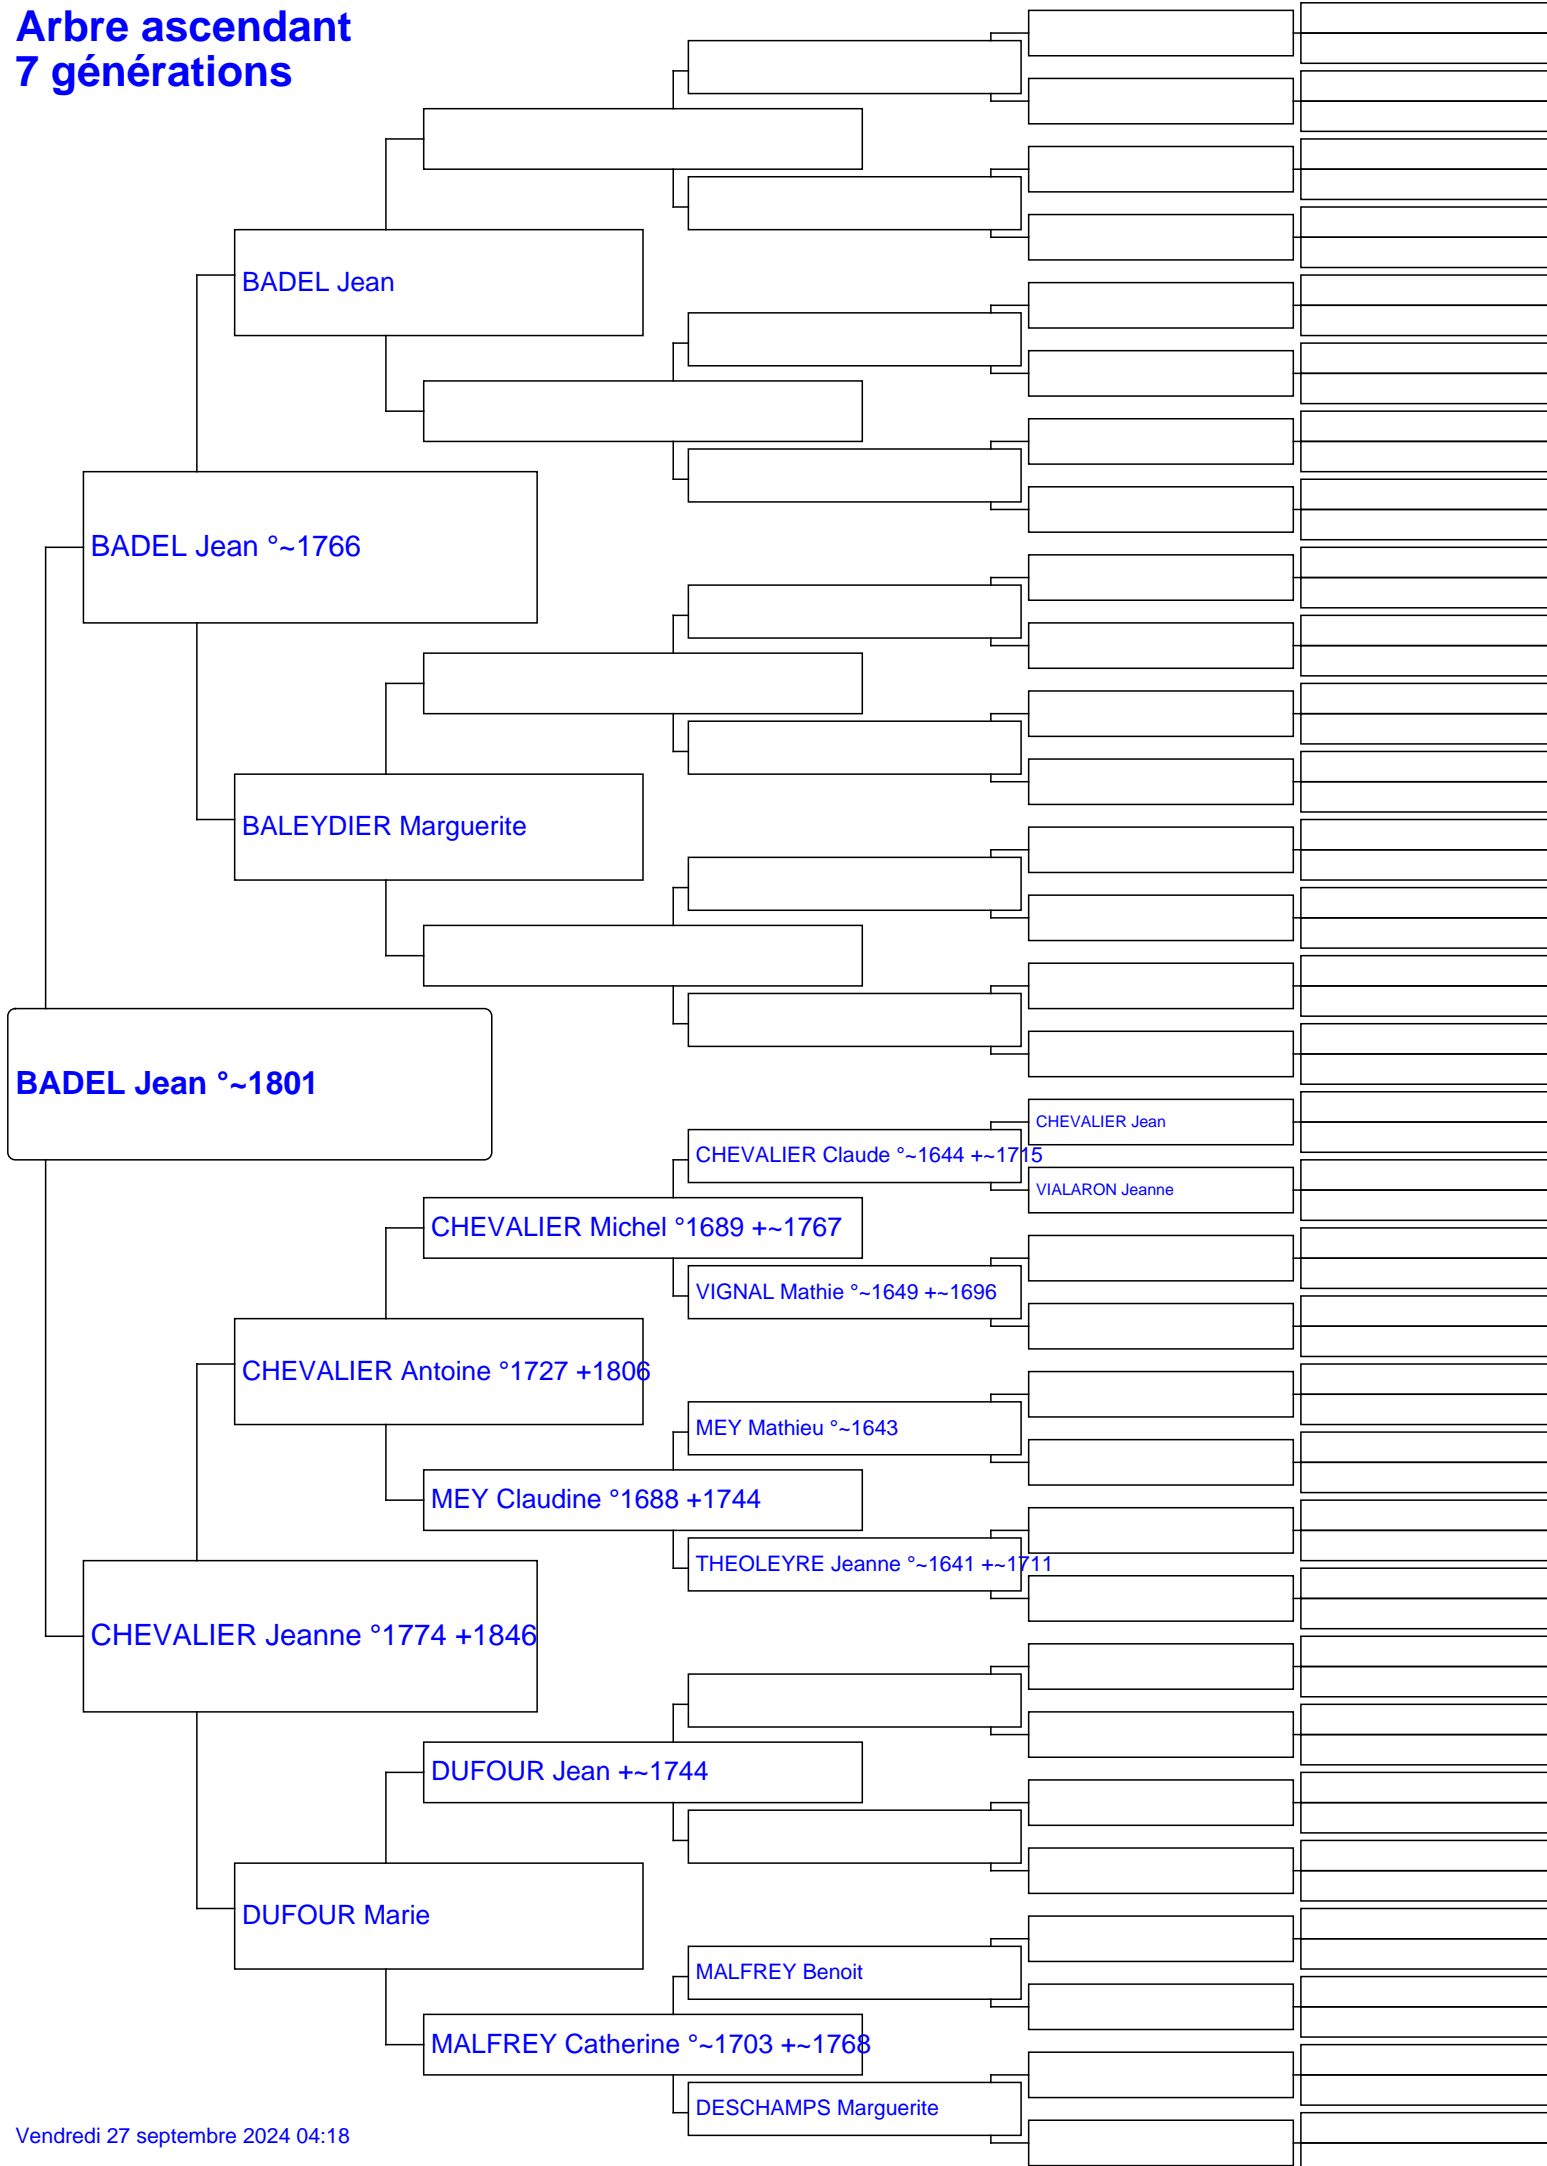 Arbre ascendant
7 générations
BADEL Jean
BADEL Jean °~1766
BALEYDIER Marguerite
BADEL Jean °~1801
CHEVALIER Jean
CHEVALIER Claude °~1644 +~1715
VIALARON Jeanne
CHEVALIER Michel °1689 +~1767
VIGNAL Mathie °~1649 +~1696
CHEVALIER Antoine °1727 +1806
MEY Mathieu °~1643
MEY Claudine °1688 +1744
THEOLEYRE Jeanne °~1641 +~1711
CHEVALIER Jeanne °1774 +1846
DUFOUR Jean +~1744
DUFOUR Marie
MALFREY Benoit
MALFREY Catherine °~1703 +~1768
DESCHAMPS Marguerite
Vendredi 27 septembre 2024 04:18